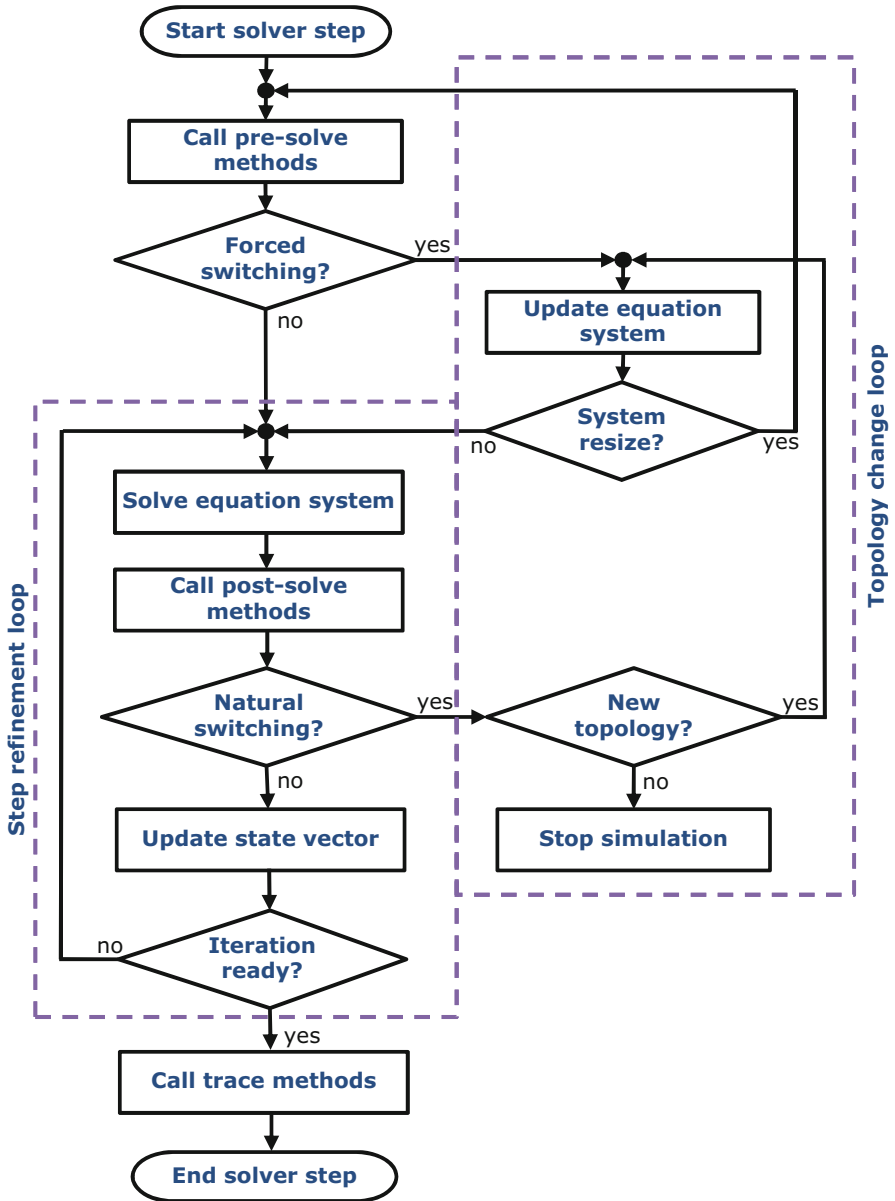 Start solver step
Call pre-solve
methods
Forced
switching?
yes
no
Update equation
system
System
resize?
no
yes
Topology change loop
Solve equation system
Call post-solve
methods
Step refinement loop
Natural
switching?
yes
no
New
topology?
yes
no
Update state vector
Stop simulation
Iteration
ready?
no
yes
Call trace methods
End solver step